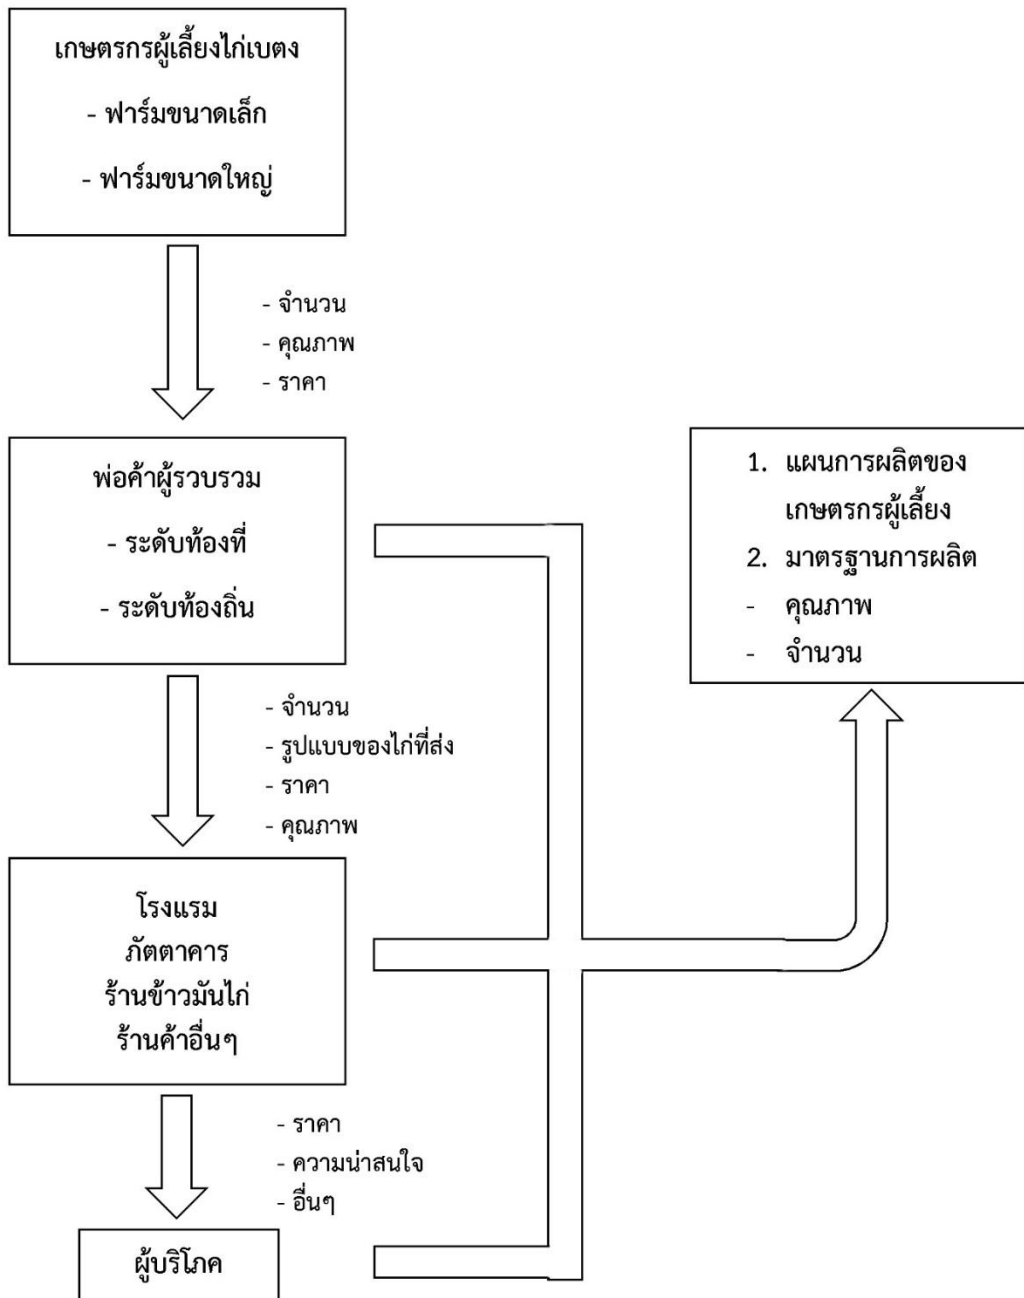 เกษตรกรผู้เลี้ยงไก่เบตง
- ฟาร์มขนาดเล็ก
- ฟาร์มขนาดใหญ่
- จำนวน
- คุณภาพ
- ราคา
พ่อค้าผู้รวบรวม
- ระดับท้องที่
- ระดับท้องถิ่น
1. แผนการผลิตของ
เกษตรกรผู้เลี้ยง
2. มาตรฐานการผลิต
- คุณภาพ
- จำนวน
- จำนวน
- รูปแบบของไก่ที่ส่ง
- ราคา
- คุณภาพ
โรงแรม
ภัตตาคาร
ร้านข้าวมันไก่
ร้านค้าอื่นๆ
- ราคา
- ความน่าสนใจ
- อื่นๆ
ผู้บริโภค